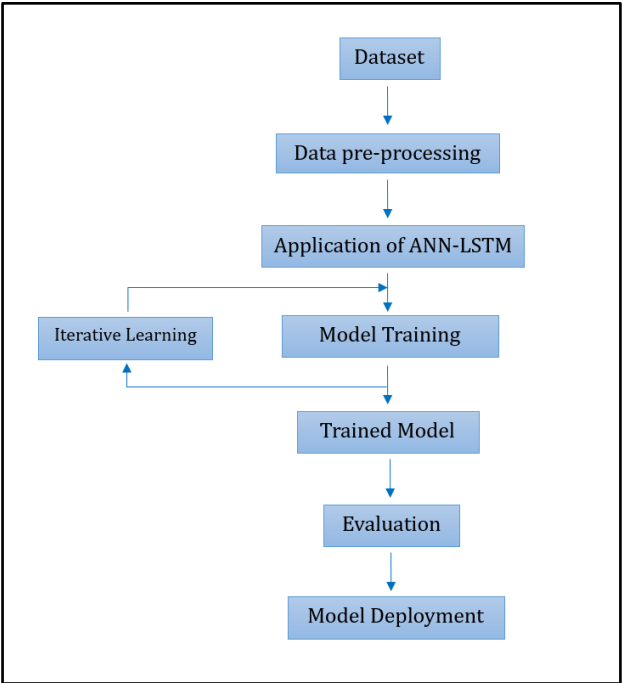 Dataset
Data pre-processing
Application of ANN-LSTM
Iterative Learning
Model Training
Trained Model
Evaluation
Model Deployment